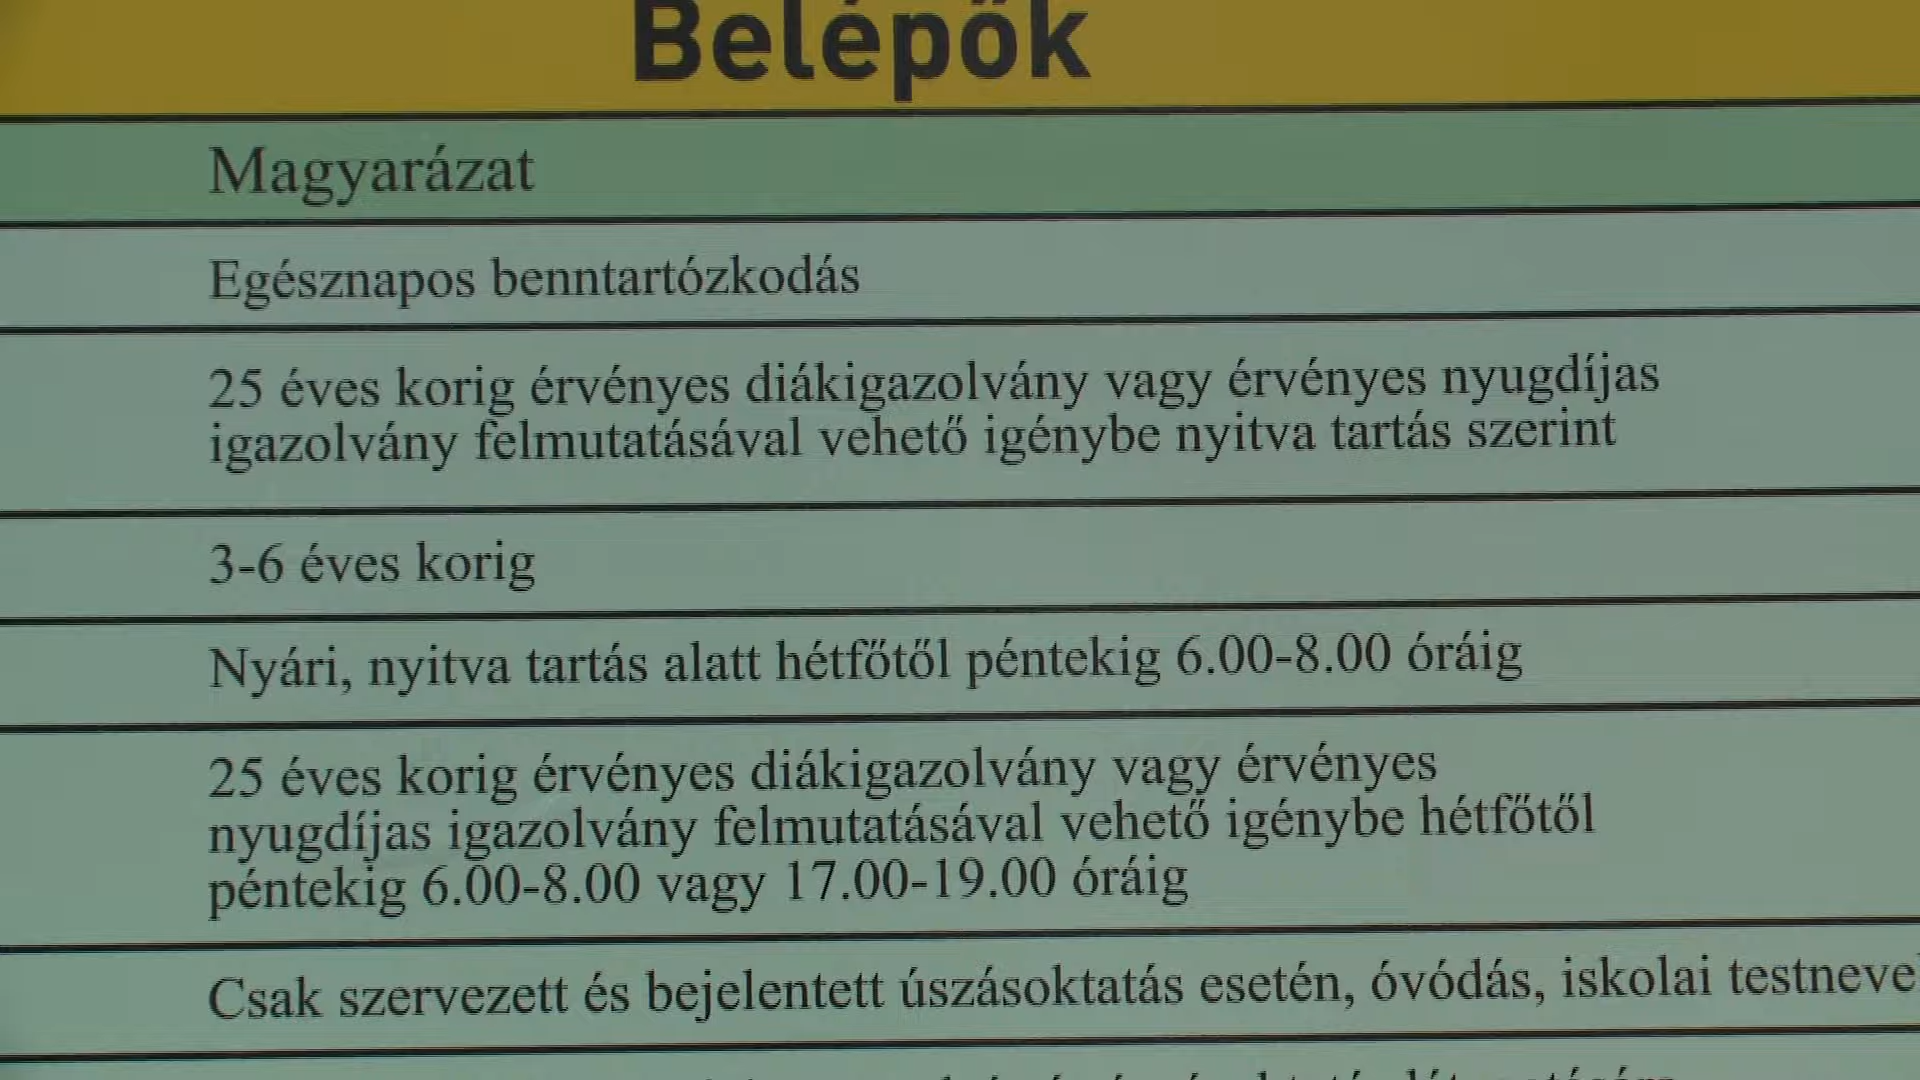 Belépők
Magyarázat
Egésznapos benntartózkodás
25 éves korig érvényes diákigazolvány vagy érvényes nyugdíjas
igazolvány felmutatásával vehető igénybe nyitva tartás szerint
3-6 éves korig
Nyári, nyitva tartás alatt hétfőtől péntekig 6.00-8.00 óráig
25 éves korig érvényes diákigazolvány vagy érvényes
nyugdíjas igazolvány felmutatásával vehető igénybe hétfőtől
péntekig 6.00-8.00 vagy 17.00-19.00 óráig
Csak szervezett és bejelentett úszásoktatás esetén, óvódás, iskolai